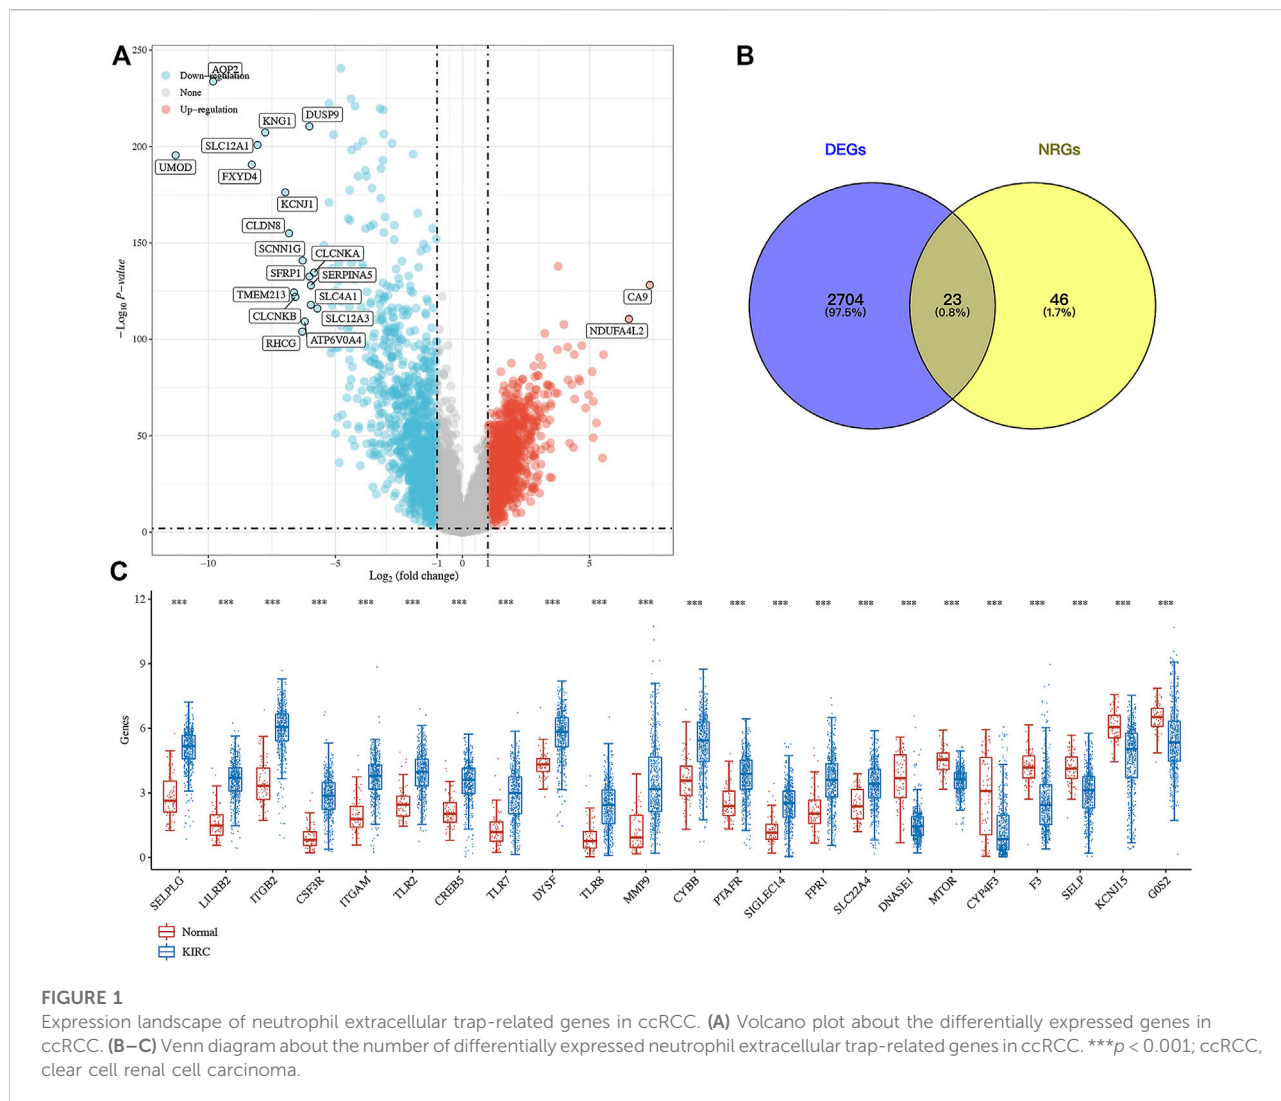 A
B
250
200
150
100
50
0
−Log10 P-value
Down-regulation
None
Up-regulation
AQP2
DUSP9
KNG1
SLC12A1
UMOD
FXYD4
KCNJ1
CLDN8
SCNN1G
CLCNKA
SFRP1
SERPINA5
TMEM213
SLC4A1
CLCNKB
SLC12A3
RHCG
ATP6V0A4
CA9
NDUFA4L2
−10
−5
−1
0
1
5
Log2 (fold change)
DEGs
NRGs
2704
(97.5%)
23
(0.8%)
46
(1.7%)
C
12
9
6
3
0
Genes
*** *** *** *** *** *** *** *** *** *** *** *** *** *** *** *** *** *** *** *** *** *** ***
SELPLG
LILRB2
ITGB2
CSF3R
ITGAM
TLR2
CREB5
TLR7
DYSF
TLR8
MMP9
CYBB
PTAFR
SIGLEC14
FPR1
SLC22A4
DNASE1
MTOR
CYP4F3
F3
SELP
KCNJ15
G0S2
Normal
KIRC
FIGURE 1
Expression landscape of neutrophil extracellular trap-related genes in ccRCC. (A) Volcano plot about the differentially expressed genes in
ccRCC. (B–C) Venn diagram about the number of differentially expressed neutrophil extracellular trap-related genes in ccRCC. ***p < 0.001; ccRCC,
clear cell renal cell carcinoma.